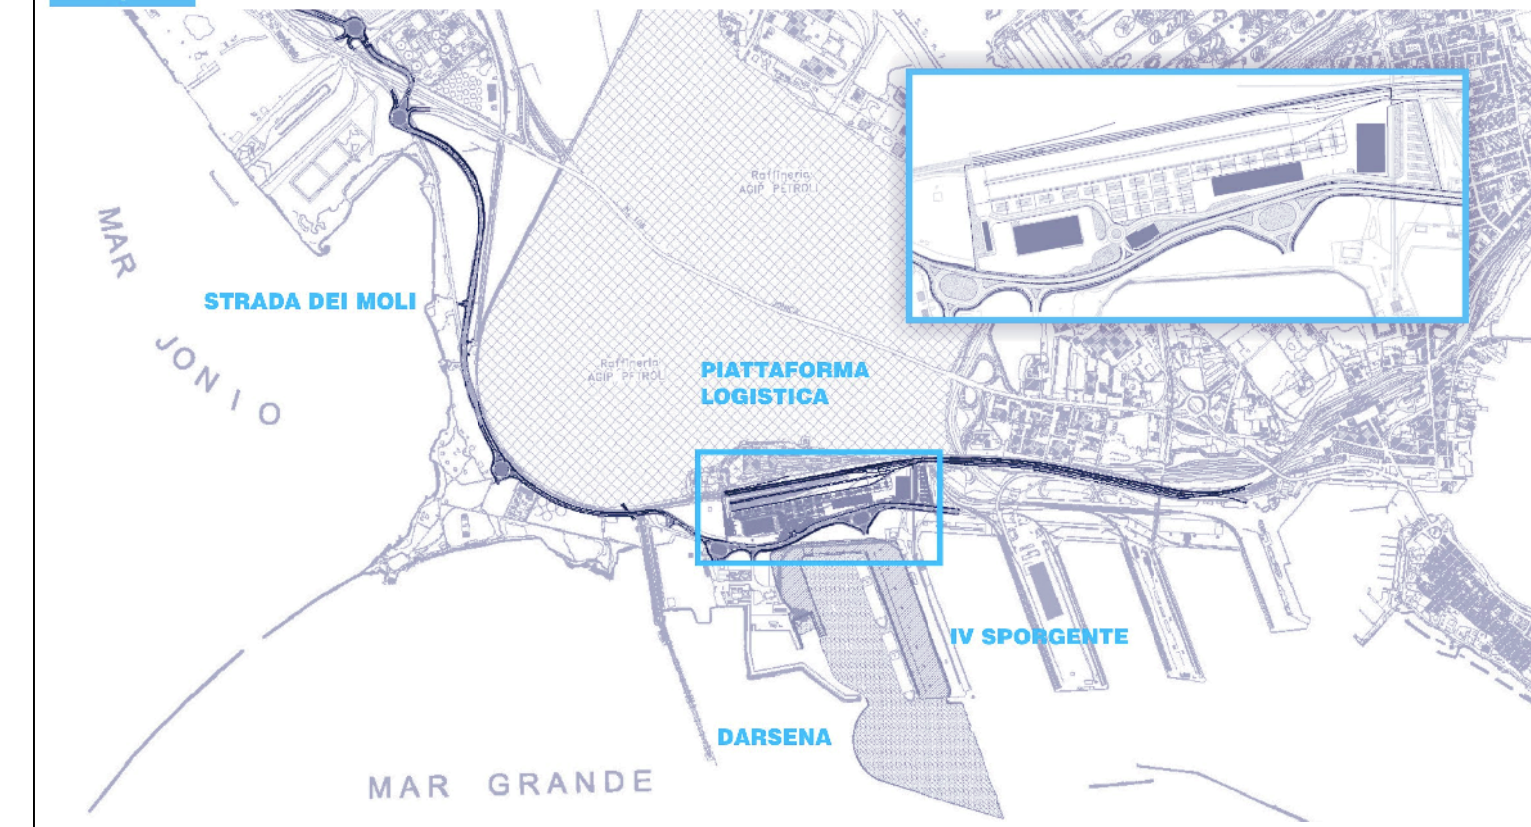 Raffineria
AGIP PETROLI
MAR
JONIO
STRADA DEI MOLI
Raffineria
AGIP PETROLI
PIATTAFORMA
LOGISTICA
IV SPORGENTE
DARSENA
MAR GRANDE